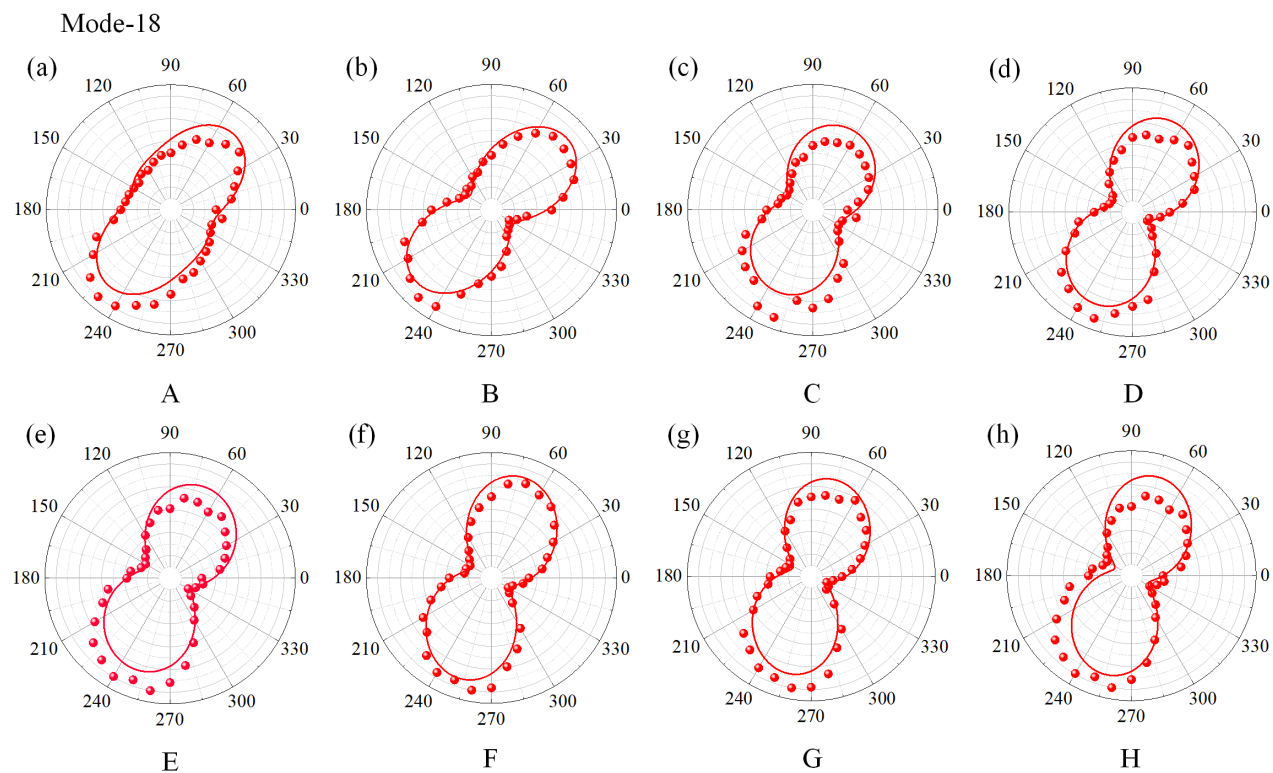 Mode-18
(a) (b) (c) (d)
90 90 90 90
120 60 120 60 120 60 120 60
150 30 150 30 150 30 150 30
180 0 180 0 180 0 180 0
210 330 210 330 210 330 210 330
240 300 240 300 240 300 240 300
270 270 270 270
A B C D
(e) (f) (g) (h)
90 90 90 90
120 60 120 60 120 60 120 60
150 30 150 30 150 30 150 30
180 0 180 0 180 0 180 0
210 330 210 330 210 330 210 330
240 300 240 300 240 300 240 300
270 270 270 270
E F G H